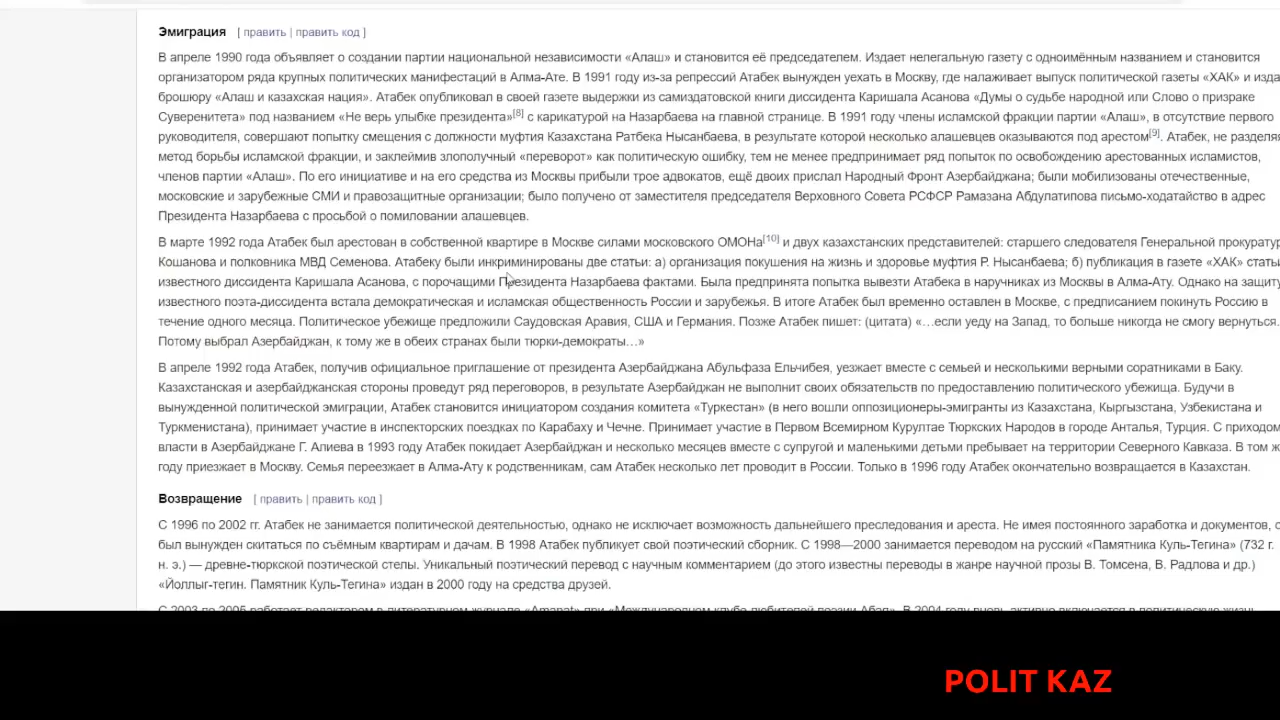 Эмиграция [ править | править код ]
В апреле 1990 года объявляет о создании партии национальной независимости «Алаш» и становится её председателем. Издает нелегальную газету с одноимённым названием и становится
организатором ряда крупных политических манифестаций в Алма-Ате. В 1991 году из-за репрессий Атабек вынужден уехать в Москву, где налаживает выпуск политической газеты «ХАК» и изда
брошюру «Алаш и казахская нация». Атабек опубликовал в своей газете выдержки из самиздатовской книги диссидента Каришала Асанова «Думы о судьбе народной или Слово о призраке
Суверенитета» под названием «Не верь улыбке президента»[8] с карикатурой на Назарбаева на главной странице. В 1991 году члены исламской фракции партии «Алаш», в отсутствие первого
руководителя, совершают попытку смещения с должности муфтия Казахстана Ратбека Нысанбаева, в результате которой несколько алашевцев оказываются под арестом[9]. Атабек, не разделяя
метод борьбы исламской фракции, и заклеймив злополучный «переворот» как политическую ошибку, тем не менее предпринимает ряд попыток по освобождению арестованных исламистов,
членов партии «Алаш». По его инициативе и на его средства из Москвы прибыли трое адвокатов, ещё двоих прислал Народный Фронт Азербайджана; были мобилизованы отечественные,
московские и зарубежные СМИ и правозащитные организации; было получено от заместителя председателя Верховного Совета РСФСР Рамазана Абдулатипова письмо-ходатайство в адрес
Президента Назарбаева с просьбой о помиловании алашевцев.
В марте 1992 года Атабек был арестован в собственной квартире в Москве силами московского ОМОНа[10] и двух казахстанских представителей: старшего следователя Генеральной прокуратур
Кошанова и полковника МВД Семенова. Атабеку были инкриминированы две статьи: а) организация покушения на жизнь и здоровье муфтия Р. Нысанбаева; б) публикация в газете «ХАК» стать
известного диссидента Каришала Асанова, с порочащими Президента Назарбаева фактами. Была предпринята попытка вывезти Атабека в наручниках из Москвы в Алма-Ату. Однако на защиту
известного поэта-диссидента встала демократическая и исламская общественность России и зарубежья. В итоге Атабек был временно оставлен в Москве, с предписанием покинуть Россию в
течение одного месяца. Политическое убежище предложили Саудовская Аравия, США и Германия. Позже Атабек пишет: (цитата) «…если уеду на Запад, то больше никогда не смогу вернуться.
Потому выбрал Азербайджан, к тому же в обеих странах были тюрки-демократы…»
В апреле 1992 года Атабек, получив официальное приглашение от президента Азербайджана Абульфаза Ельчибея, уезжает вместе с семьей и несколькими верными соратниками в Баку.
Казахстанская и азербайджанская стороны проведут ряд переговоров, в результате Азербайджан не выполнит своих обязательств по предоставлению политического убежища. Будучи в
вынужденной политической эмиграции, Атабек становится инициатором создания комитета «Туркестан» (в него вошли оппозиционеры-эмигранты из Казахстана, Кыргызстана, Узбекистана и
Туркменистана), принимает участие в инспекторских поездках по Карабаху и Чечне. Принимает участие в Первом Всемирном Курултае Тюркских Народов в городе Анталья, Турция. С приходом
власти в Азербайджане Г. Алиева в 1993 году Атабек покидает Азербайджан и несколько месяцев вместе с супругой и маленькими детьми пребывает на территории Северного Кавказа. В том ж
году приезжает в Москву. Семья переезжает в Алма-Ату к родственникам, сам Атабек несколько лет проводит в России. Только в 1996 году Атабек окончательно возвращается в Казахстан.
Возвращение [ править | править код ]
С 1996 по 2002 гг. Атабек не занимается политической деятельностью, однако не исключает возможность дальнейшего преследования и ареста. Не имея постоянного заработка и документов, о
был вынужден скитаться по съёмным квартирам и дачам. В 1998 Атабек публикует свой поэтический сборник. С 1998—2000 занимается переводом на русский «Памятника Куль-Тегина» (732 г.
н. э.) — древне-тюркской поэтической стелы. Уникальный поэтический перевод с научным комментарием (до этого известны переводы в жанре научной прозы В. Томсена, В. Радлова и др.)
«Йоллыг-тегин. Памятник Куль-Тегина» издан в 2000 году на средства друзей.
С 2003 по 2005 работает редактором в литературном журнале «Amanat» при «Международном клубе любителей поэзии Абая». В 2004 году вновь активно включается в политическую жизнь
POLIT KAZ